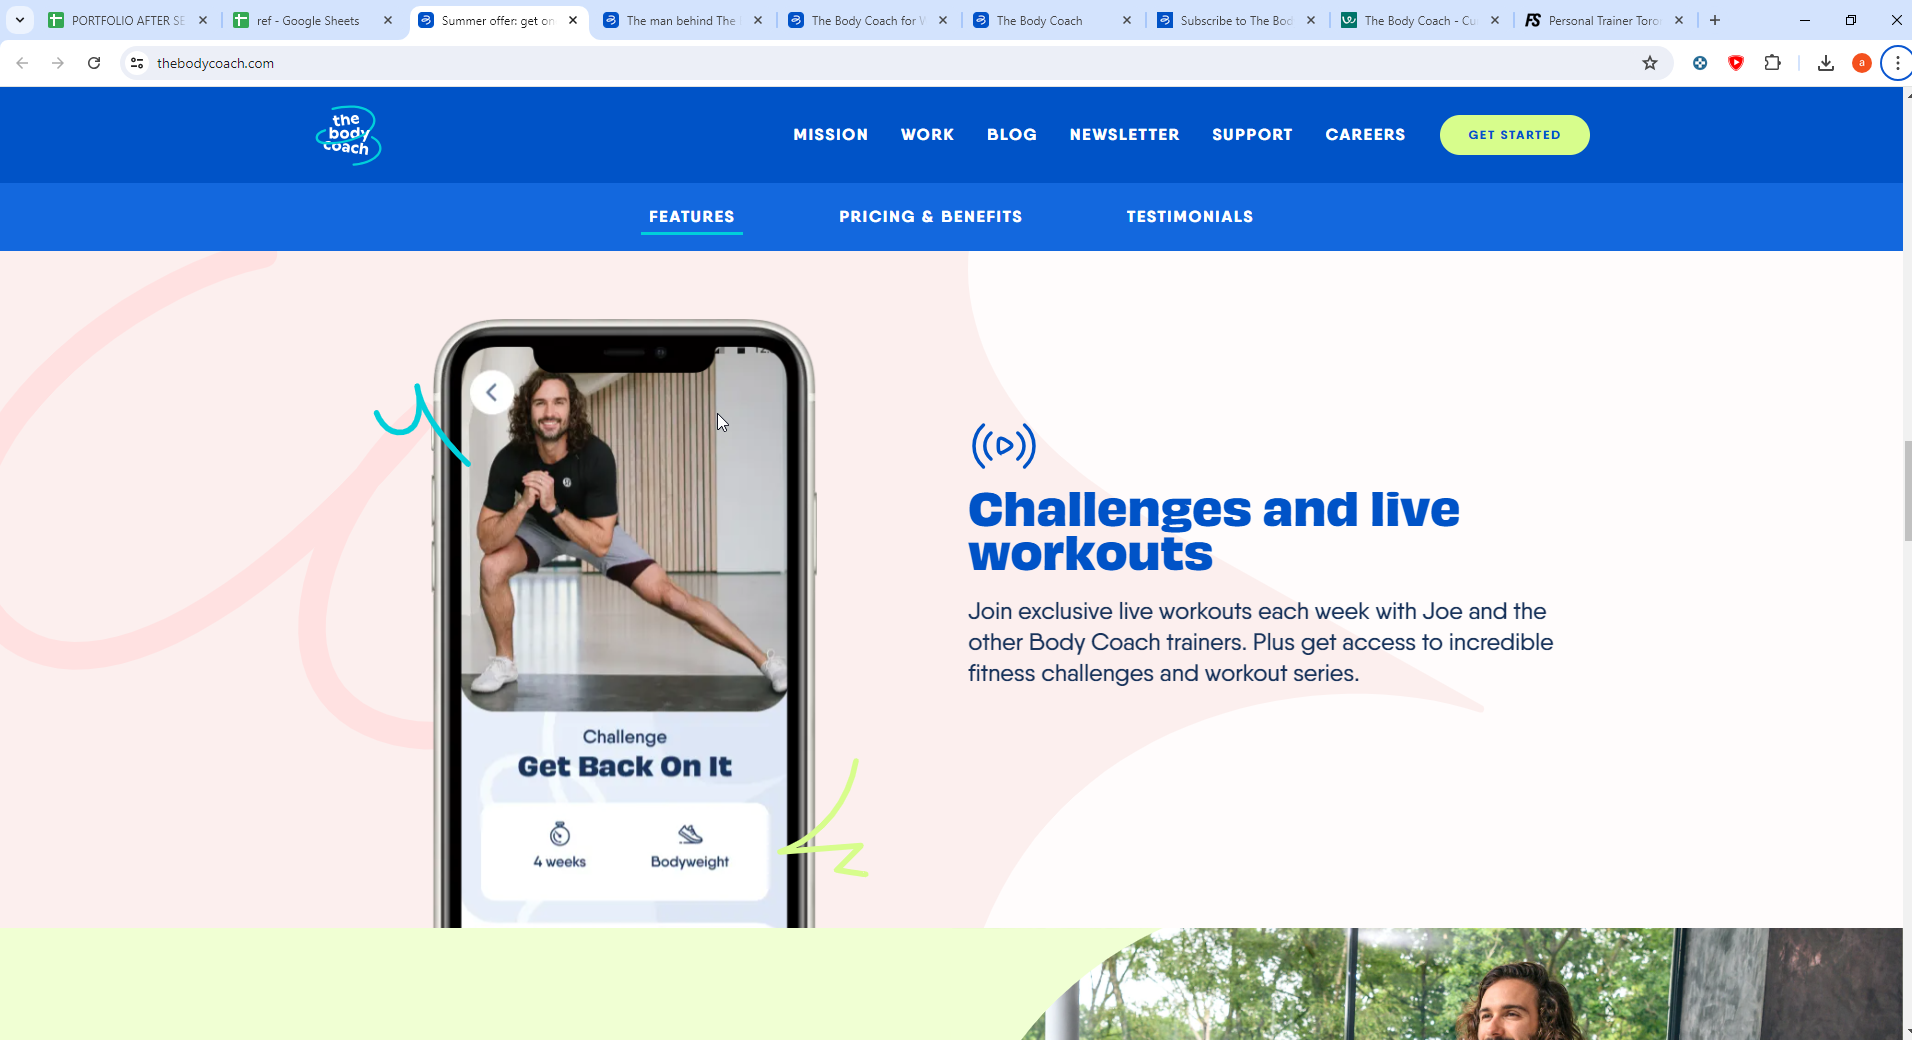 PORTFOLIO AFTER SE
ref - Google Sheets
Summer offer: get on
The man behind The
The Body Coach for
The Body Coach
Subscribe to The Bod
The Body Coach - Cu
FS
Personal Trainer Toro
thebodycoach.com
a
the
body
coach
MISSION
WORK
BLOG
NEWSLETTER
SUPPORT
CAREERS
GET STARTED
FEATURES
PRICING & BENEFITS
TESTIMONIALS
Challenge
Get Back On It
4 weeks
Bodyweight
Challenges and live
workouts
Join exclusive live workouts each week with Joe and the
other Body Coach trainers. Plus get access to incredible
fitness challenges and workout series.